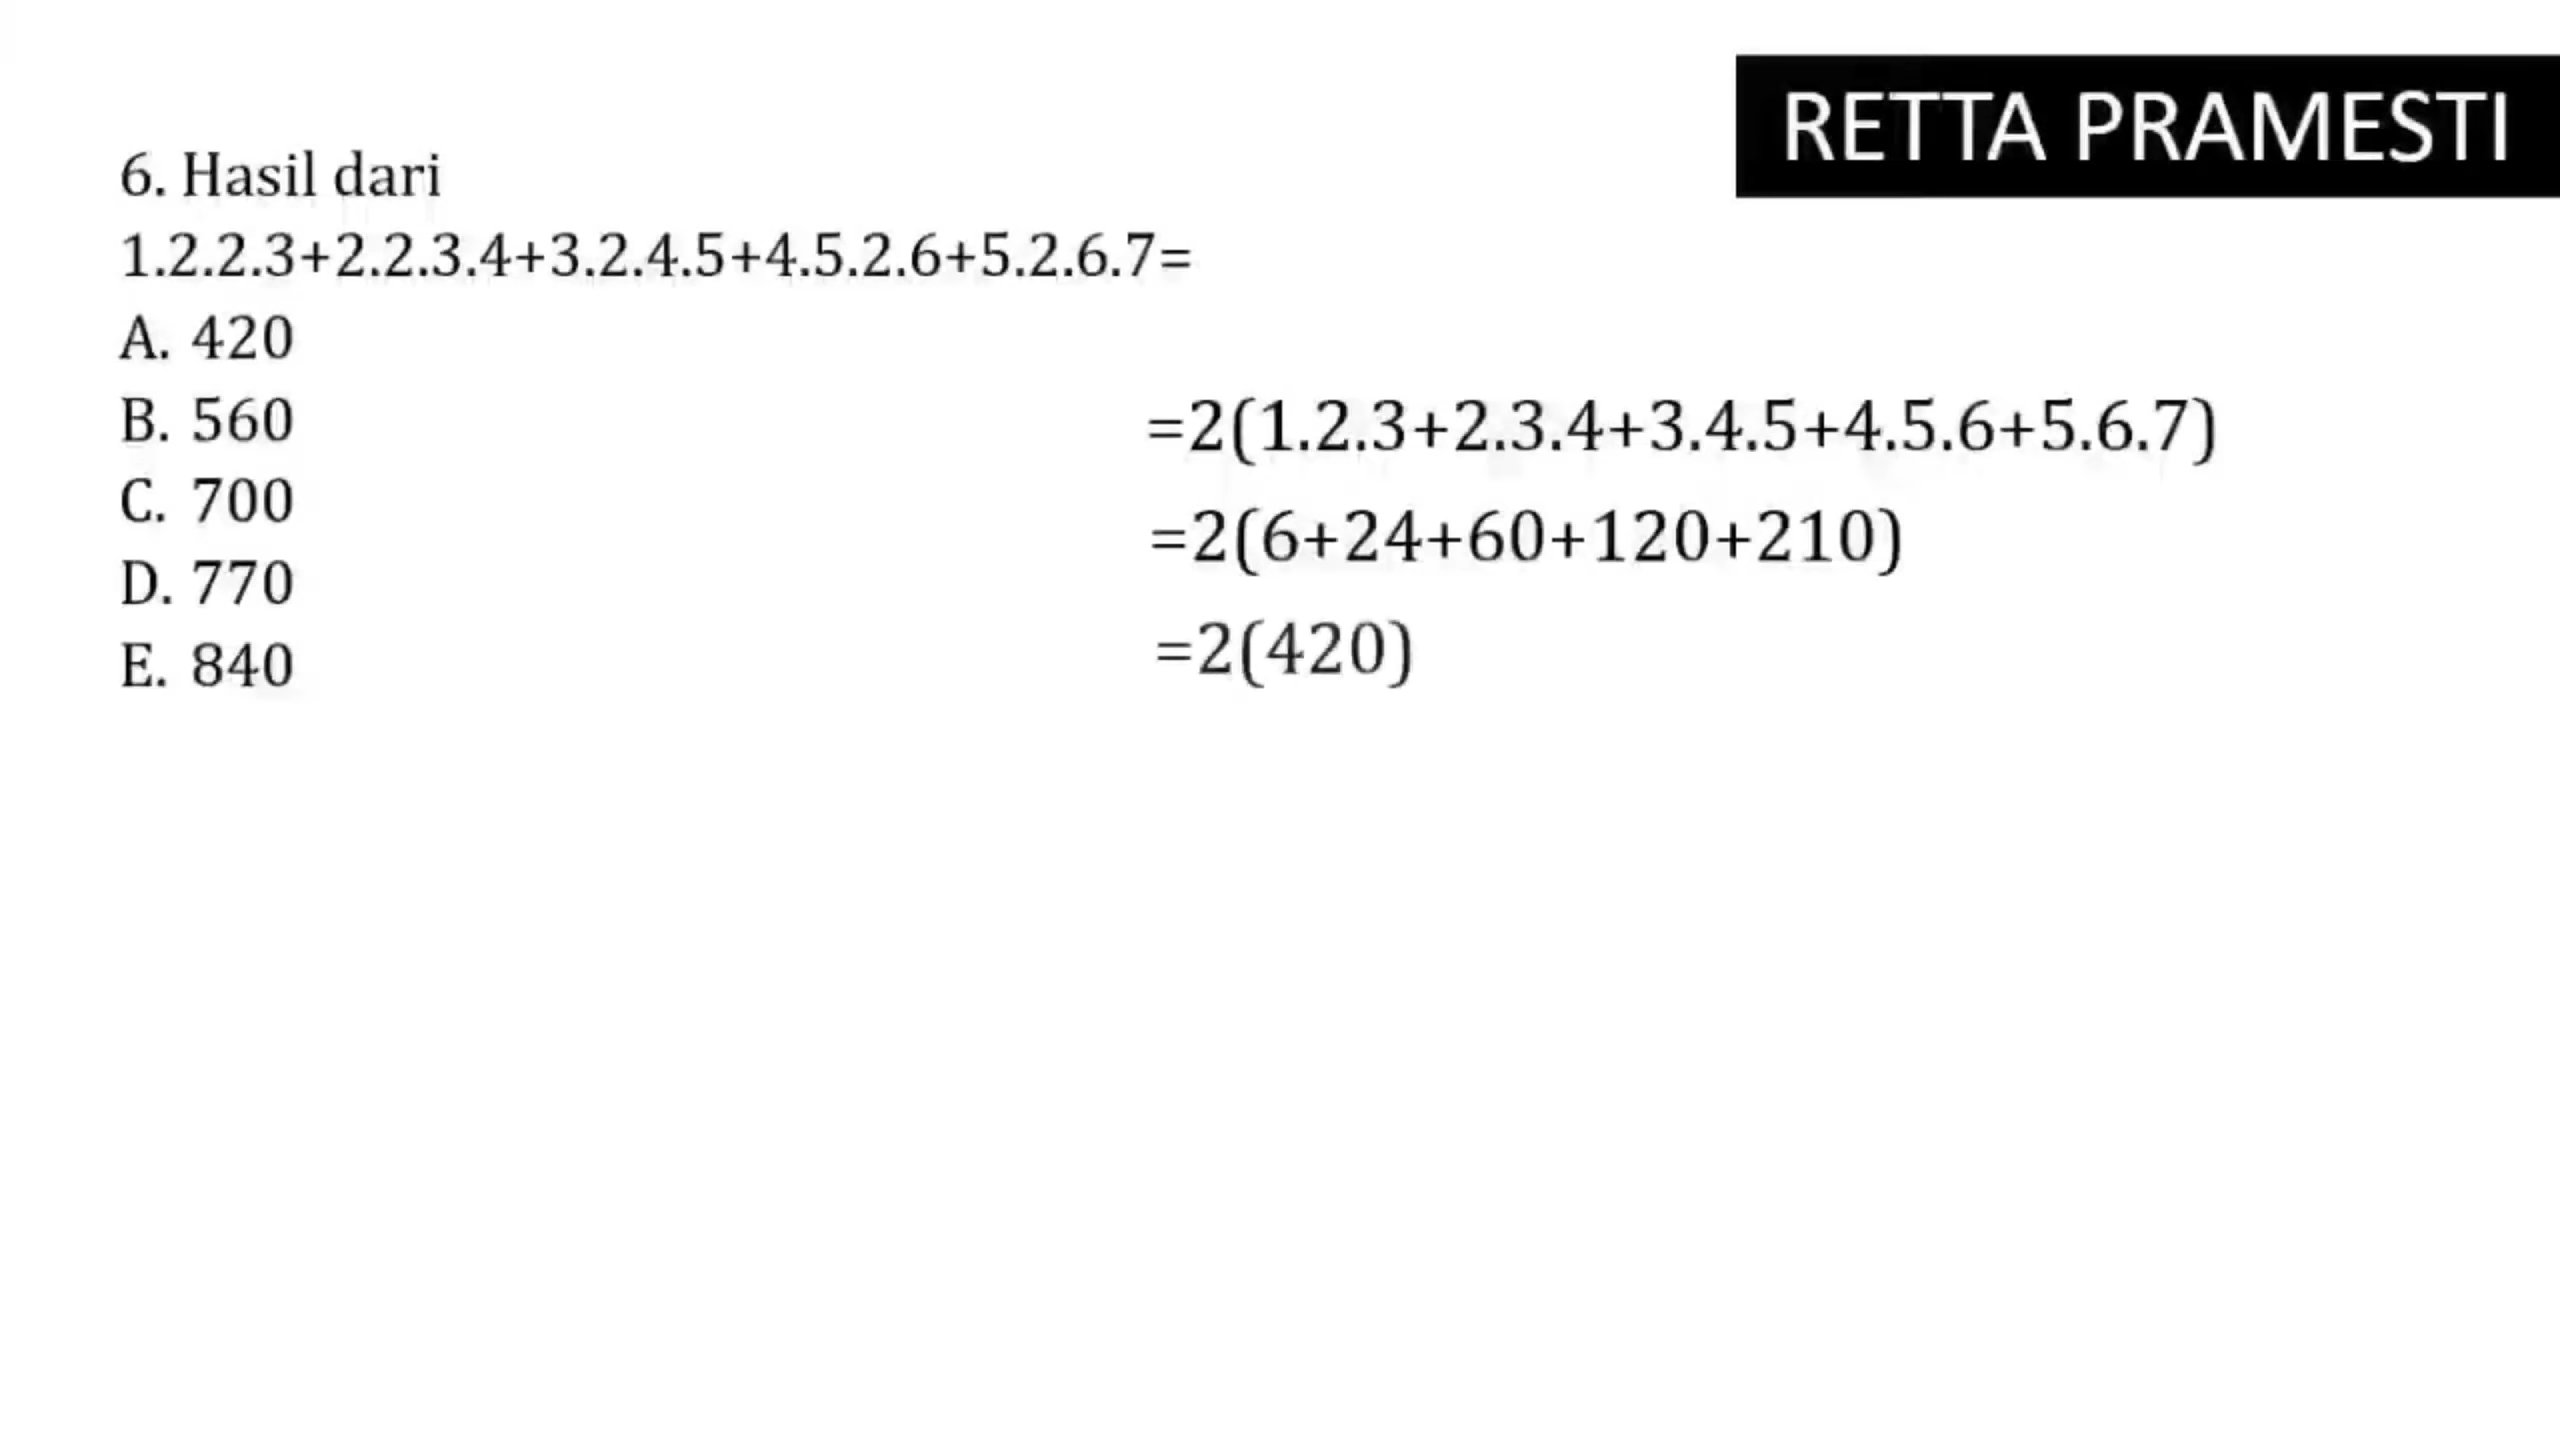 RETTA PRAMESTI
6. Hasil dari
1.2.2.3+2.2.3.4+3.2.4.5+4.5.2.6+5.2.6.7=
A. 420
B. 560
C. 700
D. 770
E. 840
=2(1.2.3+2.3.4+3.4.5+4.5.6+5.6.7)
=2(6+24+60+120+210)
=2(420)